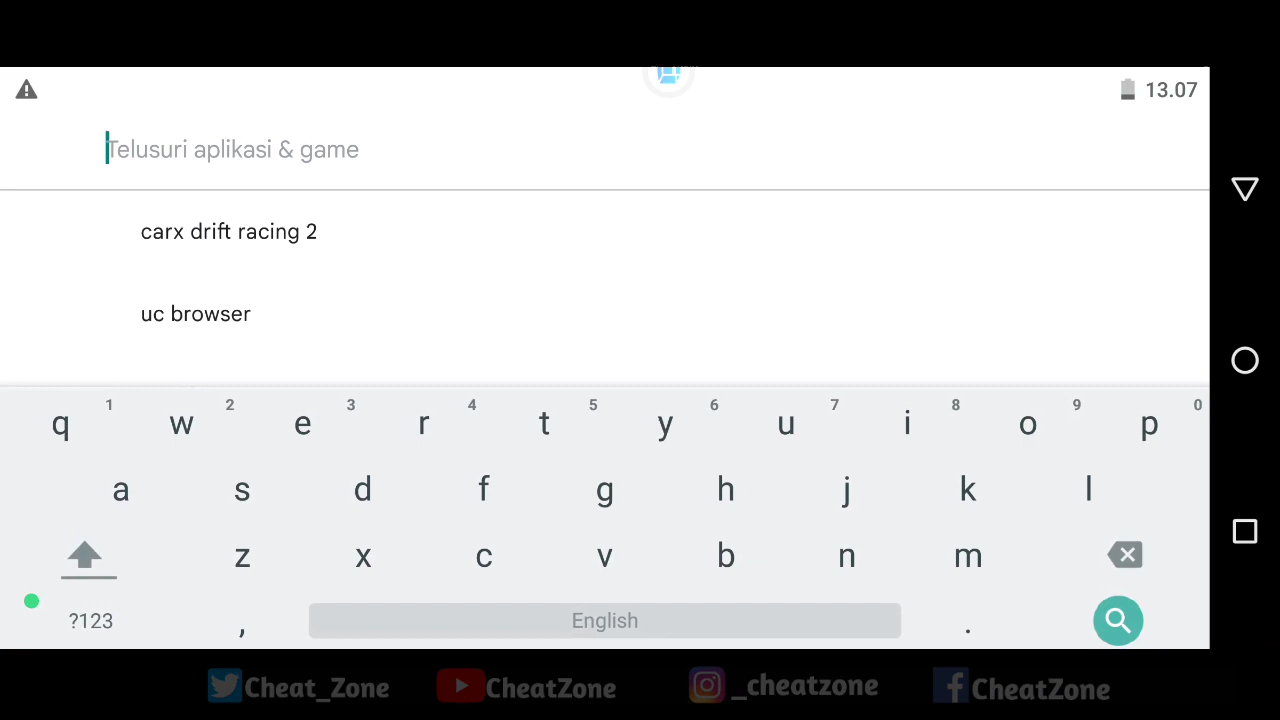 13.07
Telusuri aplikasi & game
carx drift racing 2
uc browser
1 2 3 4 5 6 7 8 9 0
q w e r t y u i o p
a s d f g h j k l
z x c v b n m
?123 , English .
Cheat_Zone CheatZone _cheatzone CheatZone